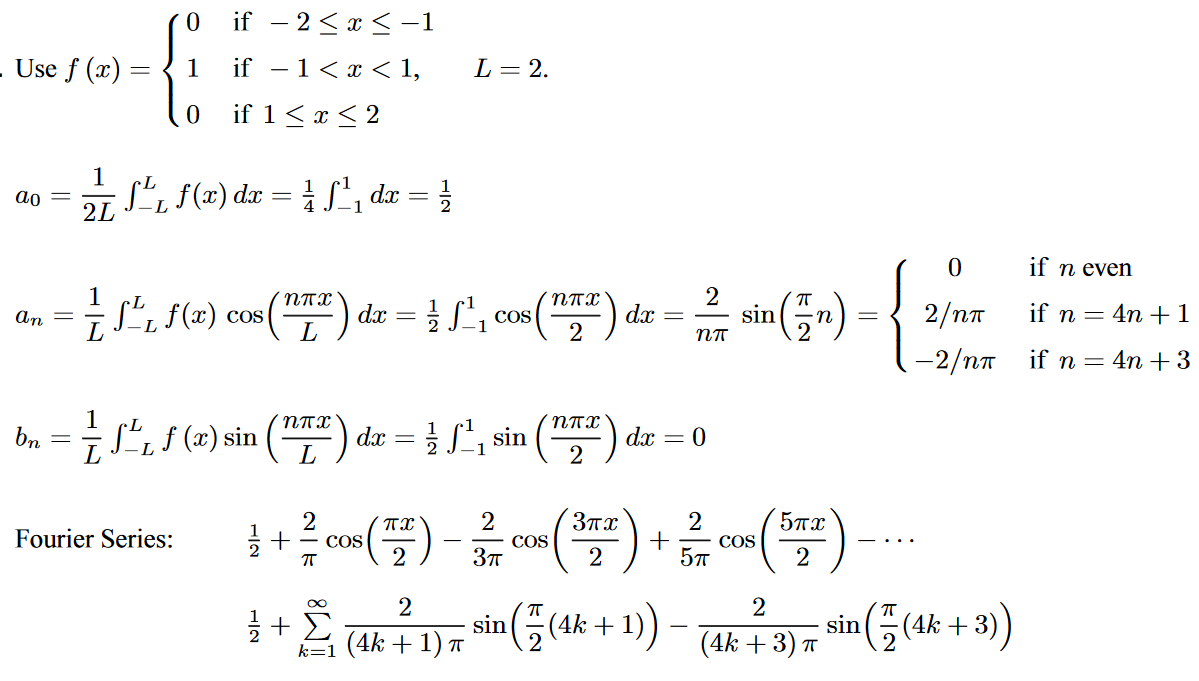 . Use f (x) = { 0 if − 2 ≤ x ≤ −1
1 if − 1 < x < 1, L = 2.
0 if 1 ≤ x ≤ 2
a₀ = 1/(2L) ∫_{−L}^{L} f(x) dx = 1/4 ∫_{−1}^{1} dx = 1/2
aₙ = 1/L ∫_{−L}^{L} f(x) cos(nπx/L) dx = 1/2 ∫_{−1}^{1} cos(nπx/2) dx = 2/(nπ) sin(π/2 n) = { 0 if n even
2/nπ if n = 4n + 1
−2/nπ if n = 4n + 3
bₙ = 1/L ∫_{−L}^{L} f (x) sin (nπx/L) dx = 1/2 ∫_{−1}^{1} sin (nπx/2) dx = 0
Fourier Series: 1/2 + 2/π cos(πx/2) − 2/(3π) cos(3πx/2) + 2/(5π) cos(5πx/2) − ···
1/2 + ∑_{k=1}^{∞} 2/((4k + 1) π) sin(π/2 (4k + 1)) − 2/((4k + 3) π) sin(π/2 (4k + 3))